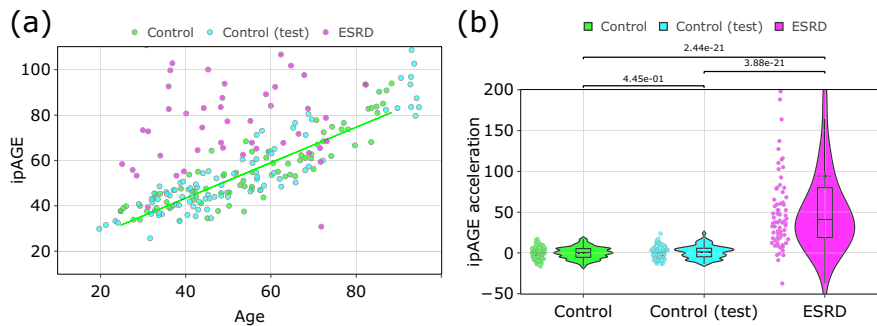 (a)
Control Control (test) ESRD
100
80
60
40
20
ipAGE
20 40 60 80
Age
(b)
Control Control (test) ESRD
2.44e-21
3.88e-21
4.45e-01
200
150
100
50
0
−50
ipAGE acceleration
Control Control (test) ESRD